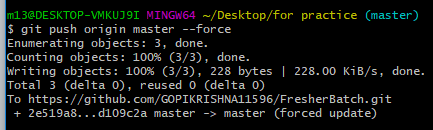 m13@DESKTOP-VMKUJ9I MINGW64 ~/Desktop/for practice (master)
$ git push origin master --force
Enumerating objects: 3, done.
Counting objects: 100% (3/3), done.
Writing objects: 100% (3/3), 228 bytes | 228.00 KiB/s, done.
Total 3 (delta 0), reused 0 (delta 0)
To https://github.com/GOPIKRISHNA11596/FresherBatch.git
 + 2e519a8...d109c2a master -> master (forced update)